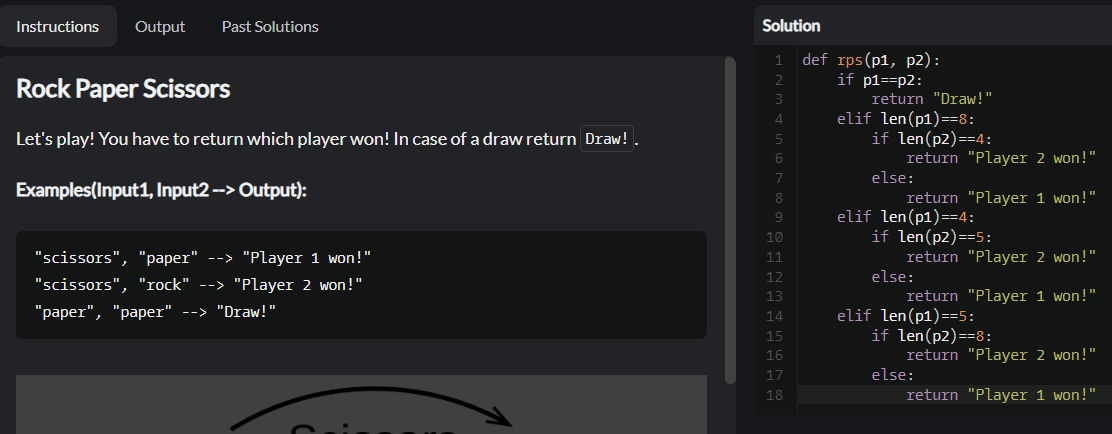 Instructions Output Past Solutions
Rock Paper Scissors
Let's play! You have to return which player won! In case of a draw return Draw!.
Examples(Input1, Input2 --> Output):
"scissors", "paper" --> "Player 1 won!"
"scissors", "rock" --> "Player 2 won!"
"paper", "paper" --> "Draw!"
Scissors
Solution
1 def rps(p1, p2):
2     if p1==p2:
3         return "Draw!"
4     elif len(p1)==8:
5         if len(p2)==4:
6             return "Player 2 won!"
7         else:
8             return "Player 1 won!"
9     elif len(p1)==4:
10         if len(p2)==5:
11             return "Player 2 won!"
12         else:
13             return "Player 1 won!"
14     elif len(p1)==5:
15         if len(p2)==8:
16             return "Player 2 won!"
17         else:
18             return "Player 1 won!"